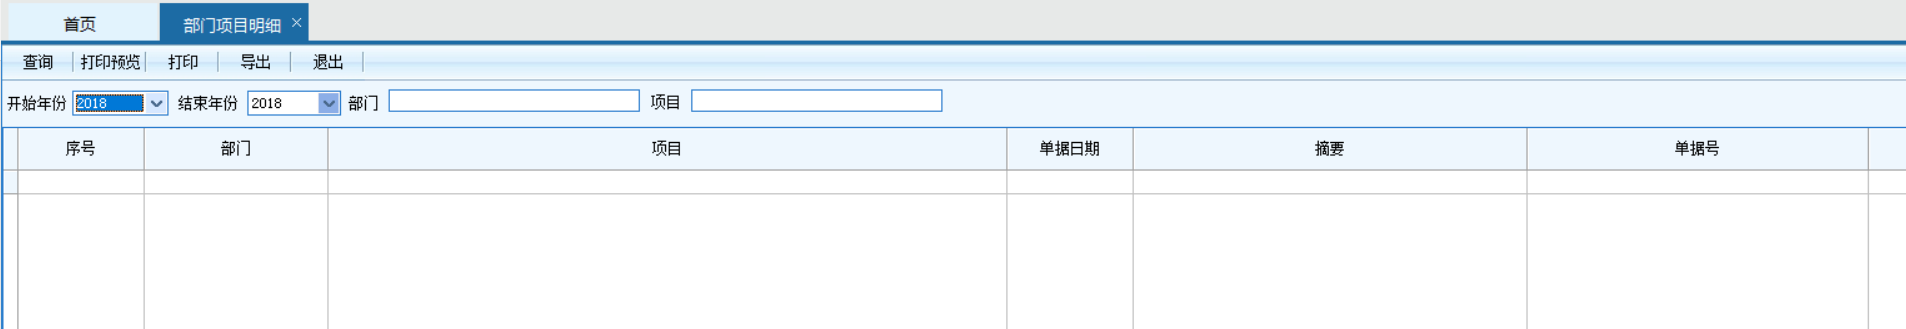 首页 部门项目明细 ×
查询 打印预览 打印 导出 退出
开始年份 2018 结束年份 2018 部门 项目
序号 部门 项目 单据日期 摘要 单据号